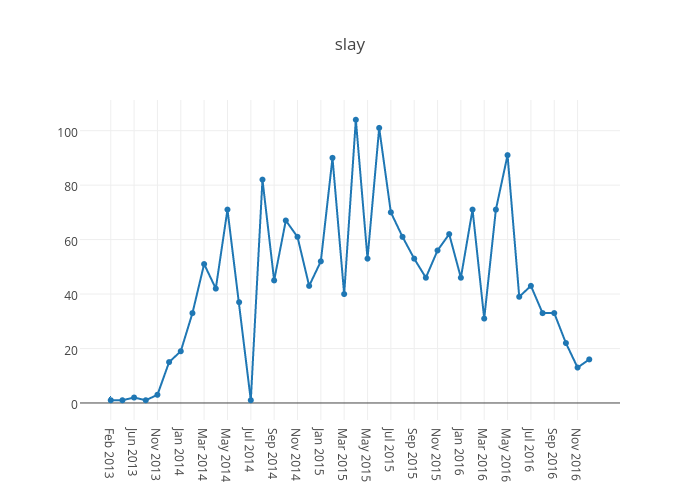 slay
100
80
60
40
20
0
Feb 2013
Jun 2013
Nov 2013
Jan 2014
Mar 2014
May 2014
Jul 2014
Sep 2014
Nov 2014
Jan 2015
Mar 2015
May 2015
Jul 2015
Sep 2015
Nov 2015
Jan 2016
Mar 2016
May 2016
Jul 2016
Sep 2016
Nov 2016